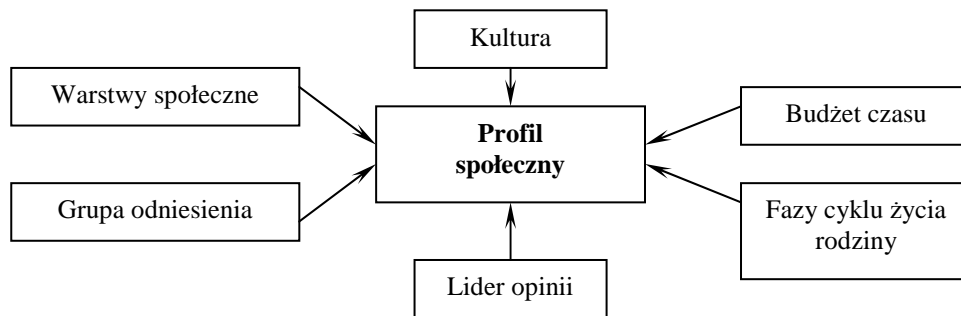 Kultura
Warstwy społeczne
Budżet czasu
Profil
społeczny
Grupa odniesienia
Fazy cyklu życia
rodziny
Lider opinii